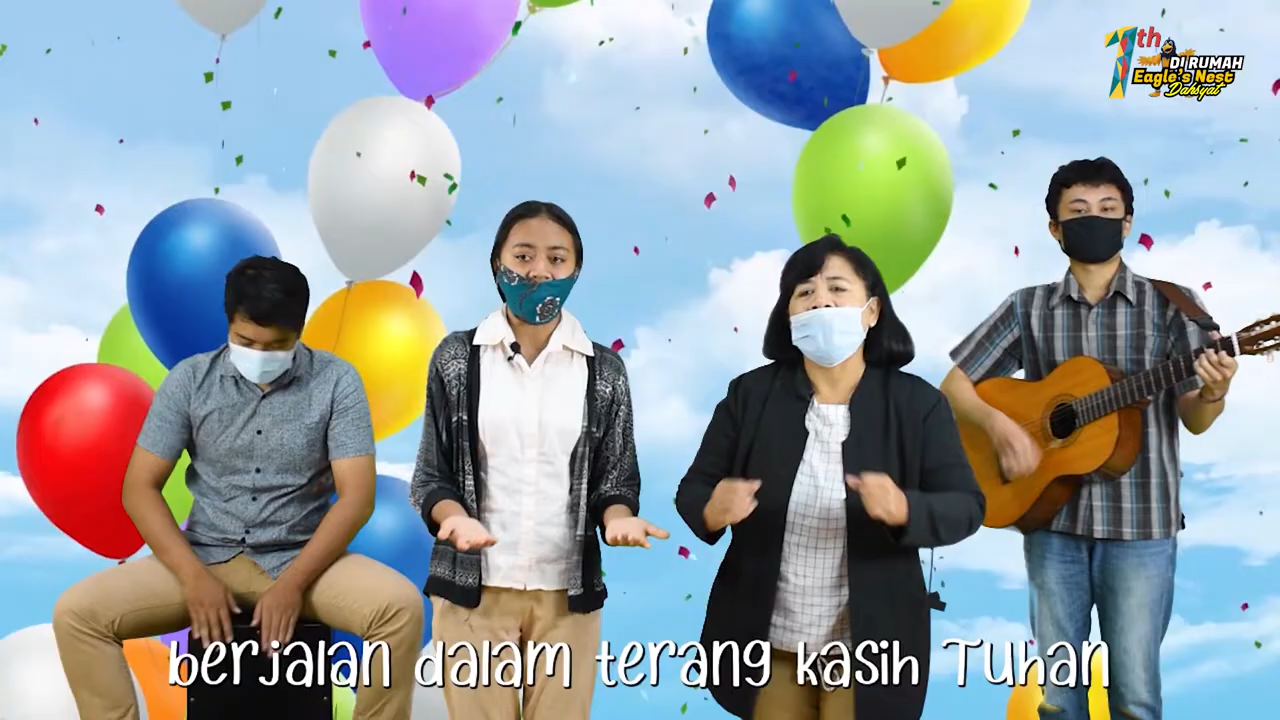 1th
DI RUMAH
Eagle's Nest
Dahsyat
berjalan dalam terang kasih Tuhan